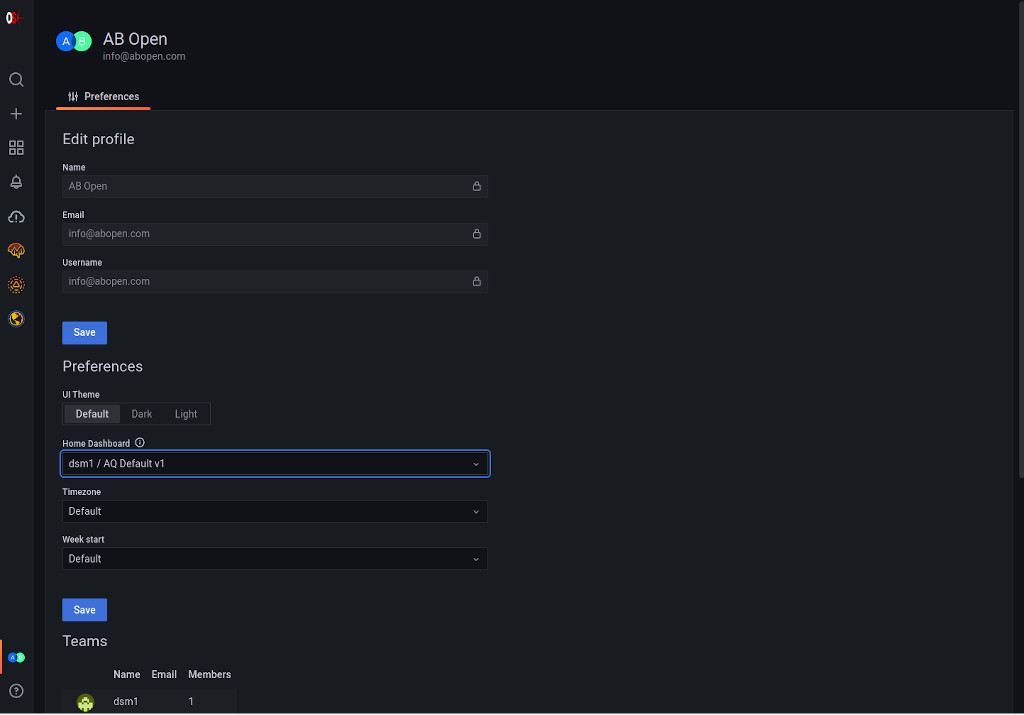 AB Open
info@abopen.com
Preferences
Edit profile
Name
AB Open
Email
info@abopen.com
Username
info@abopen.com
Save
Preferences
UI Theme
Default Dark Light
Home Dashboard
dsm1 / AQ Default v1
Timezone
Default
Week start
Default
Save
Teams
Name Email Members
dsm1 1